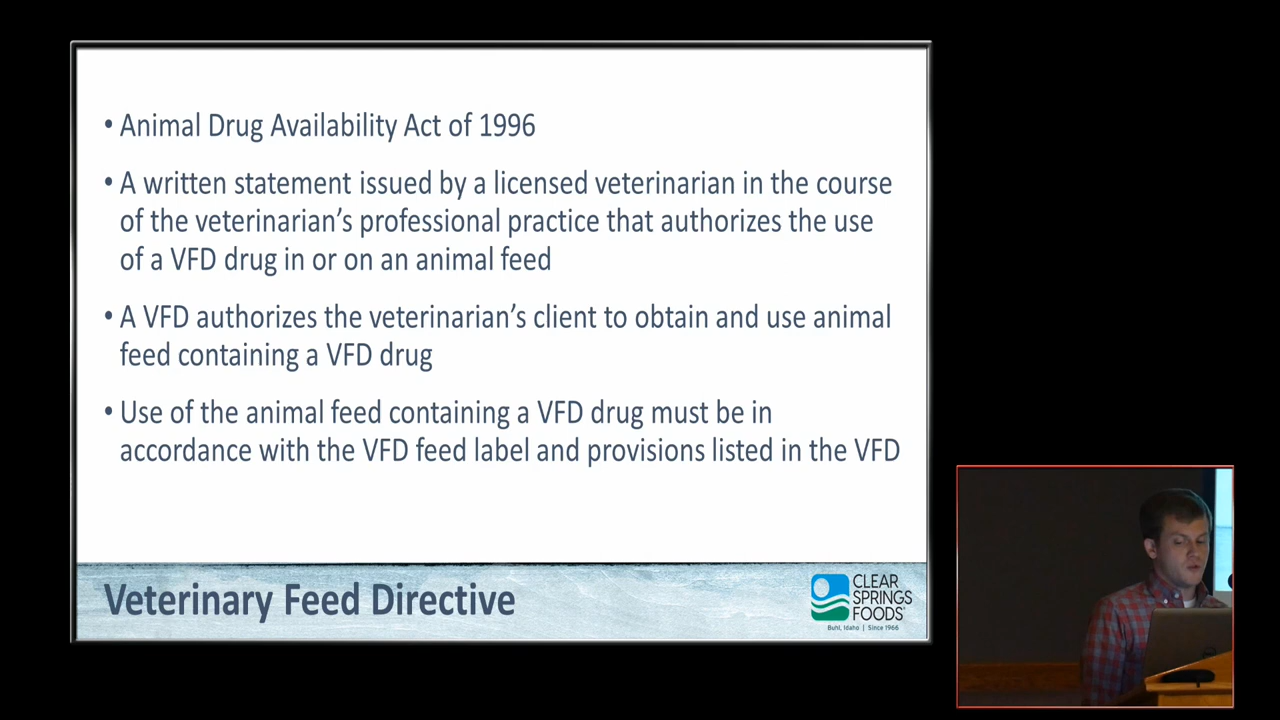 • Animal Drug Availability Act of 1996
• A written statement issued by a licensed veterinarian in the course
of the veterinarian’s professional practice that authorizes the use
of a VFD drug in or on an animal feed
• A VFD authorizes the veterinarian’s client to obtain and use animal
feed containing a VFD drug
• Use of the animal feed containing a VFD drug must be in
accordance with the VFD feed label and provisions listed in the VFD
Veterinary Feed Directive
CLEAR
SPRINGS
FOODS®
Buhl, Idaho | Since 1966